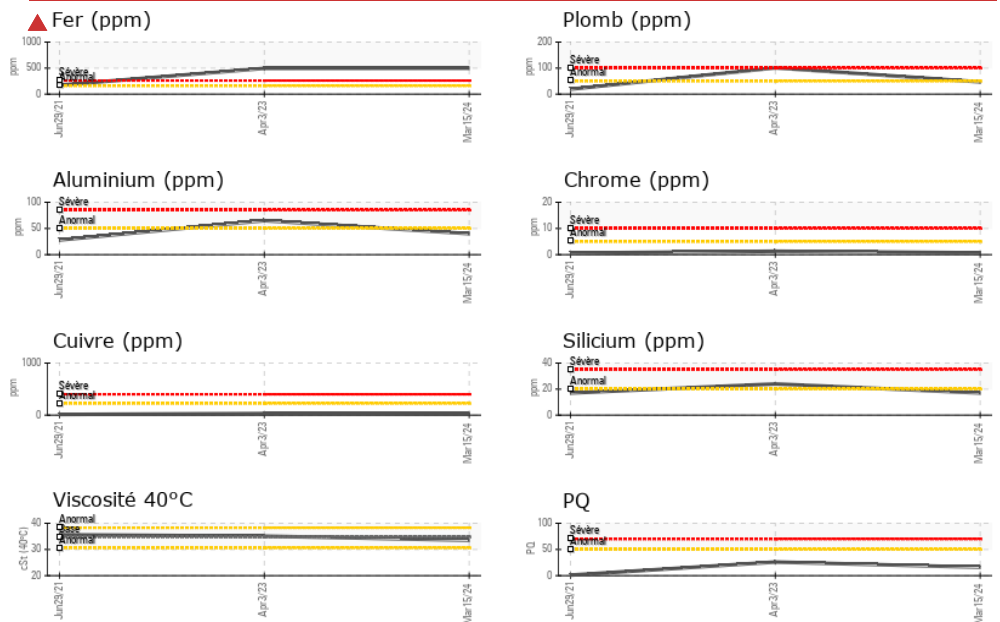 Fer (ppm)
1000
500
0
ppm
Sévère
Anormal
Jun29/21
Apr3/23
Mar15/24
Plomb (ppm)
200
100
0
ppm
Sévère
Anormal
Jun29/21
Apr3/23
Mar15/24
Aluminium (ppm)
100
50
0
ppm
Sévère
Anormal
Jun29/21
Apr3/23
Mar15/24
Chrome (ppm)
20
10
0
ppm
Sévère
Anormal
Jun29/21
Apr3/23
Mar15/24
Cuivre (ppm)
1000
0
ppm
Sévère
Anormal
Jun29/21
Apr3/23
Mar15/24
Silicium (ppm)
40
20
0
ppm
Sévère
Anormal
Jun29/21
Apr3/23
Mar15/24
Viscosité 40°C
40
30
20
cSt (40°C)
Anormal
Base
Jun29/21
Apr3/23
Mar15/24
PQ
100
50
0
PQ
Sévère
Anormal
Jun29/21
Apr3/23
Mar15/24